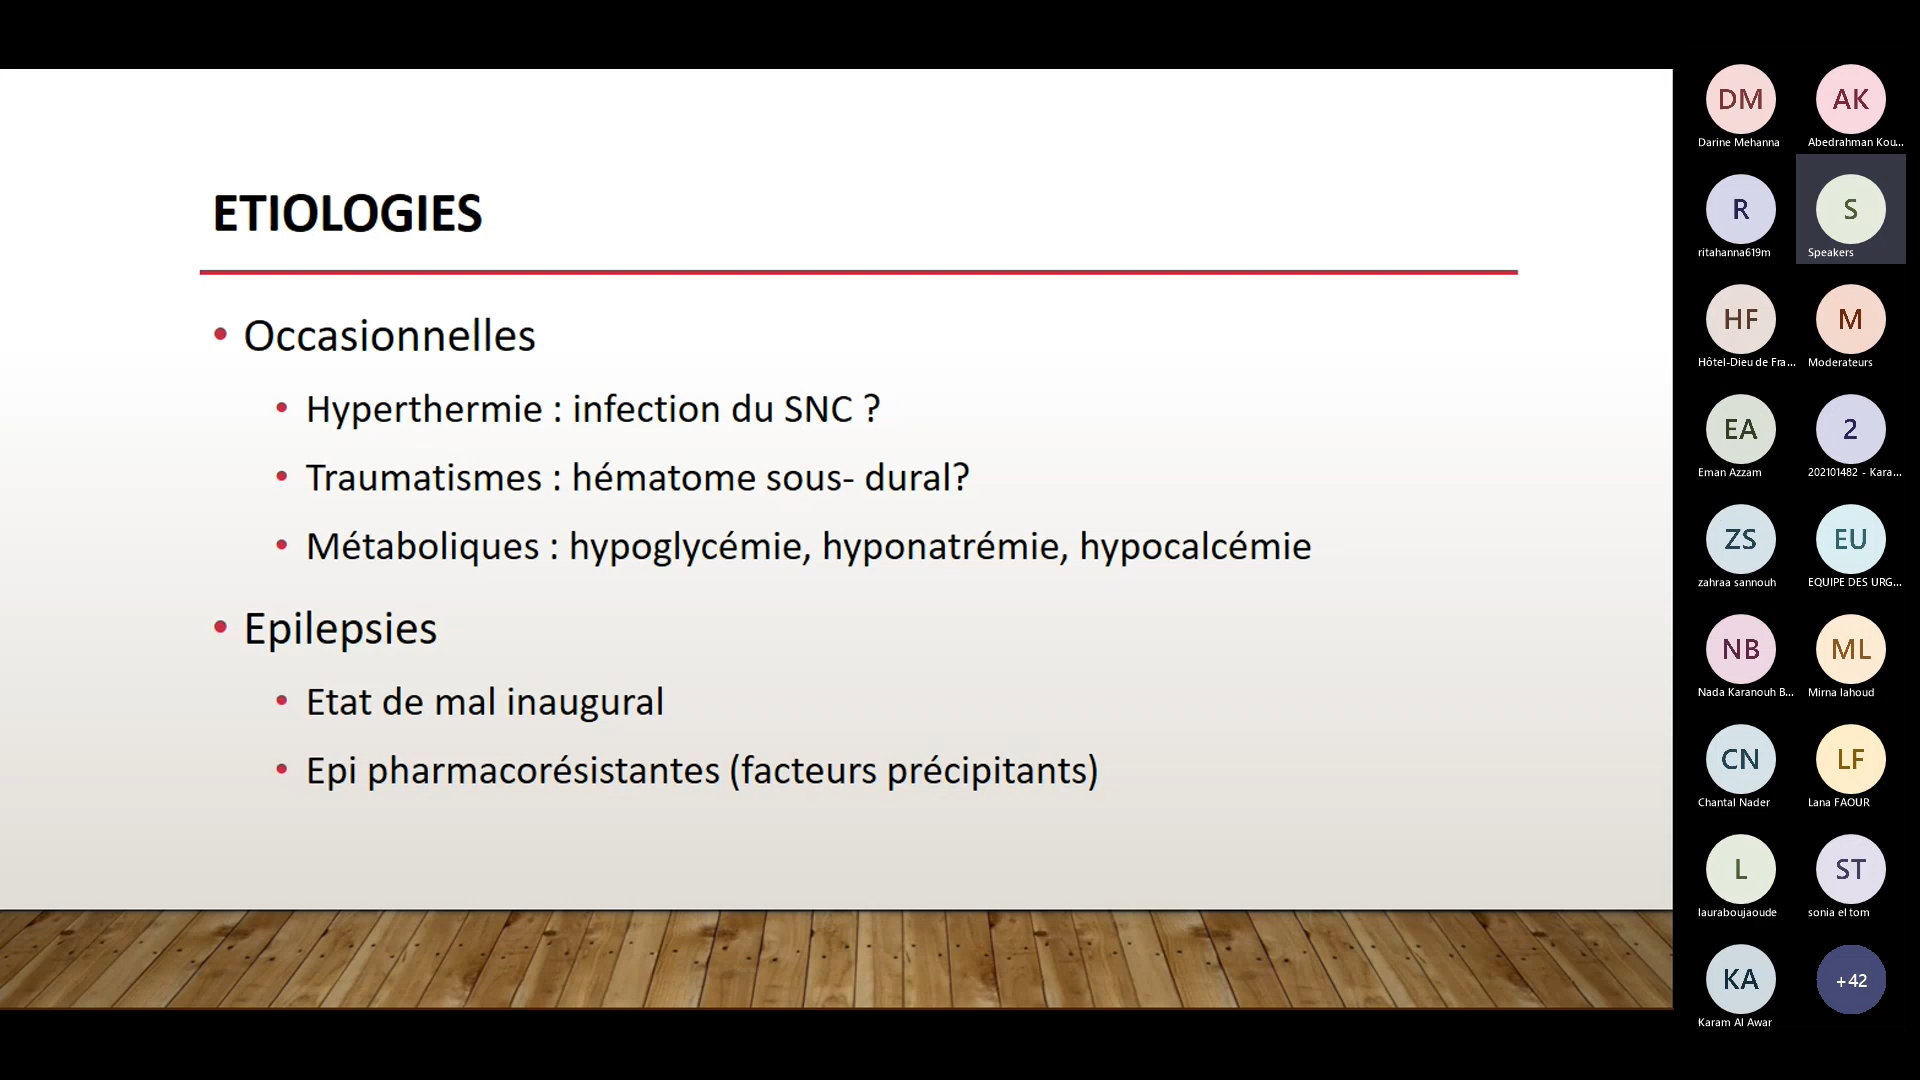 ETIOLOGIES
• Occasionnelles
• Hyperthermie : infection du SNC ?
• Traumatismes : hématome sous- dural?
• Métaboliques : hypoglycémie, hyponatrémie, hypocalcémie
• Epilepsies
• Etat de mal inaugural
• Epi pharmacorésistantes (facteurs précipitants)
DM
Darine Mehanna
AK
Abedrahman Kou...
R
ritahanna619m
S
Speakers
HF
Hôtel-Dieu de Fra...
M
Moderateurs
EA
Eman Azzam
2
202101482 - Kara...
ZS
zahraa sannouh
EU
EQUIPE DES URG...
NB
Nada Karanouh B...
ML
Mirna lahoud
CN
Chantal Nader
LF
Lana FAOUR
L
lauraboujaoude
ST
sonia el tom
KA
Karam Al Awar
+42